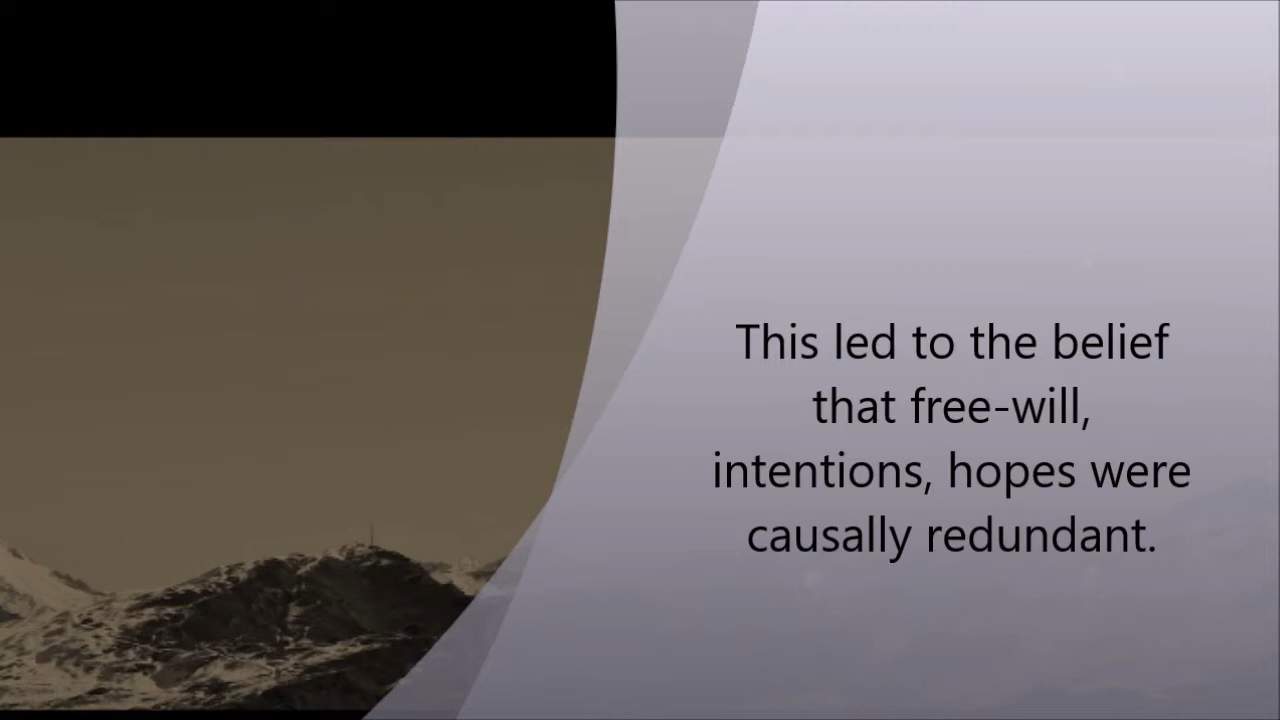 This led to the belief
that free-will,
intentions, hopes were
causally redundant.